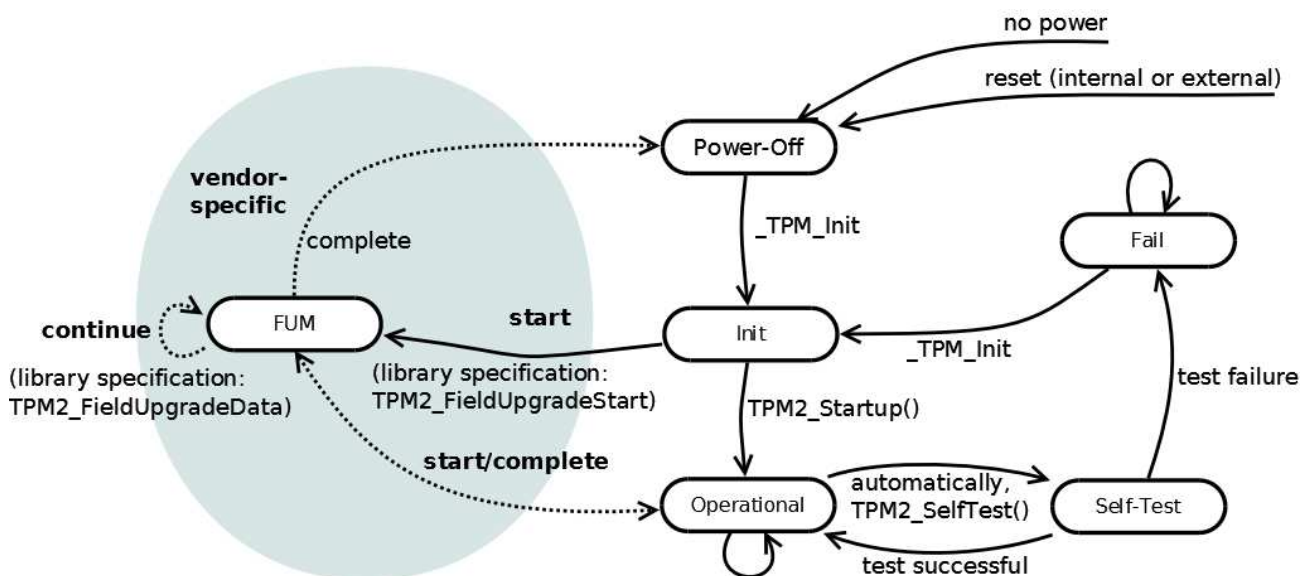 no power
reset (internal or external)
Power-Off
vendor-
specific
_TPM_Init
Fail
complete
continue
FUM
start
Init
_TPM_Init
(library specification:
TPM2_FieldUpgradeData)
(library specification:
TPM2_FieldUpgradeStart)
test failure
TPM2_Startup()
start/complete
Operational
automatically,
TPM2_SelfTest()
Self-Test
test successful